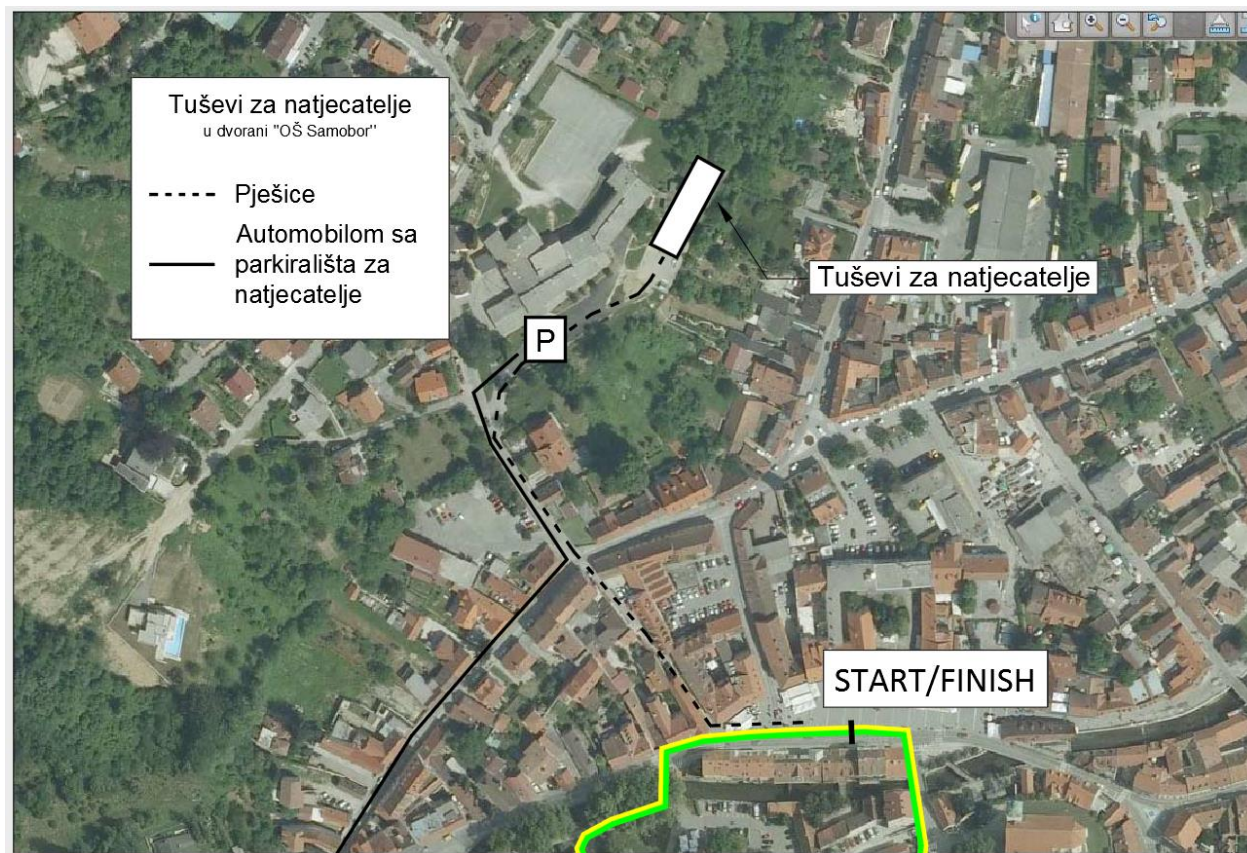 Tuševi za natjecatelje
u dvorani "OŠ Samobor"
Pješice
Automobilom sa
parkirališta za
natjecatelje
Tuševi za natjecatelje
P
START/FINISH